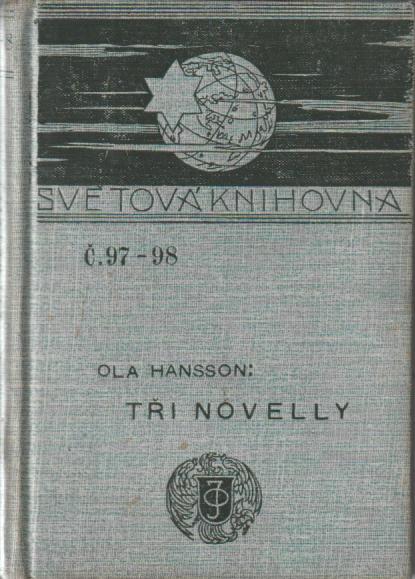 SVĚTOVÁ KNIHOVNA
Č. 97 - 98
OLA HANSSON:
TŘI NOVELLY